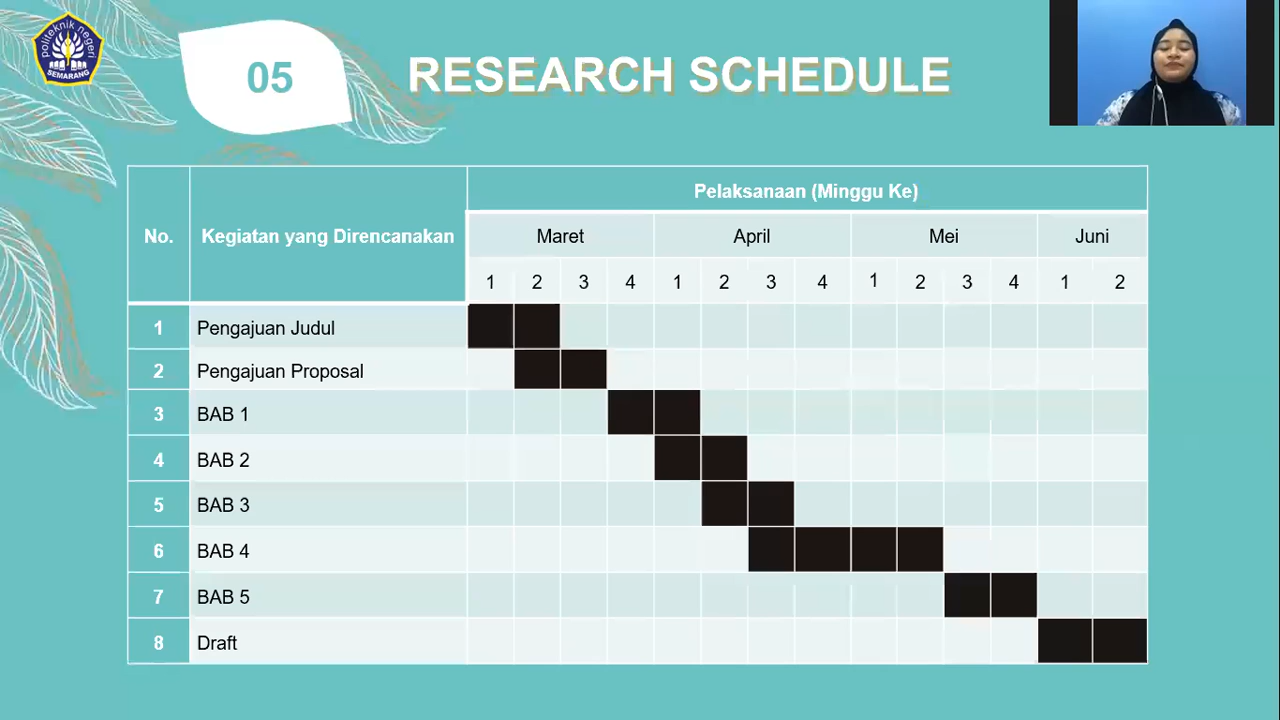 politeknik negeri
SEMARANG
05
RESEARCH SCHEDULE
No.
Kegiatan yang Direncanakan
Pelaksanaan (Minggu Ke)
Maret April Mei Juni
1 2 3 4 1 2 3 4 1 2 3 4 1 2
1 Pengajuan Judul
2 Pengajuan Proposal
3 BAB 1
4 BAB 2
5 BAB 3
6 BAB 4
7 BAB 5
8 Draft